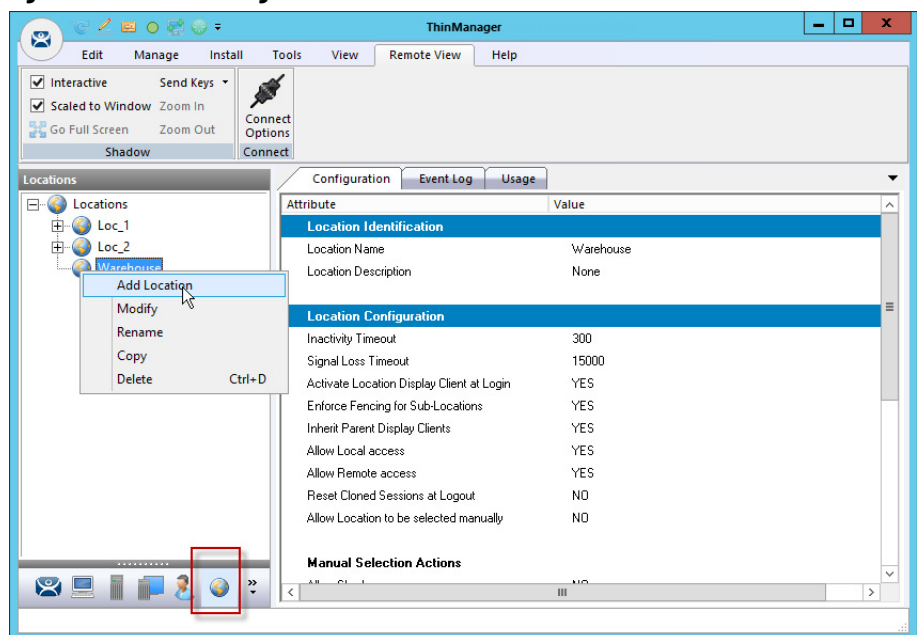 ThinManager
Edit Manage Install Tools View Remote View Help
Interactive Send Keys
Scaled to Window Zoom In
Go Full Screen Zoom Out
Connect Options
Shadow Connect
Locations
Configuration Event Log Usage
Locations
Attribute Value
Loc_1
Location Identification
Loc_2
Location Name Warehouse
Warehouse
Location Description None
Add Location
Modify
Rename
Copy
Delete Ctrl+D
Location Configuration
Inactivity Timeout 300
Signal Loss Timeout 15000
Activate Location Display Client at Login YES
Enforce Fencing for Sub-Locations YES
Inherit Parent Display Clients YES
Allow Local access YES
Allow Remote access YES
Reset Cloned Sessions at Logout NO
Allow Location to be selected manually NO
Manual Selection Actions